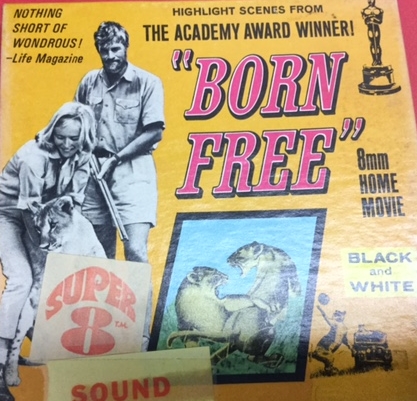 NOTHING
SHORT OF
WONDROUS!
–Life Magazine
HIGHLIGHT SCENES FROM
THE ACADEMY AWARD WINNER!
"BORN
FREE"
8mm
HOME
MOVIE
BLACK
and
WHITE
SUPER
8 T.M.
SOUND